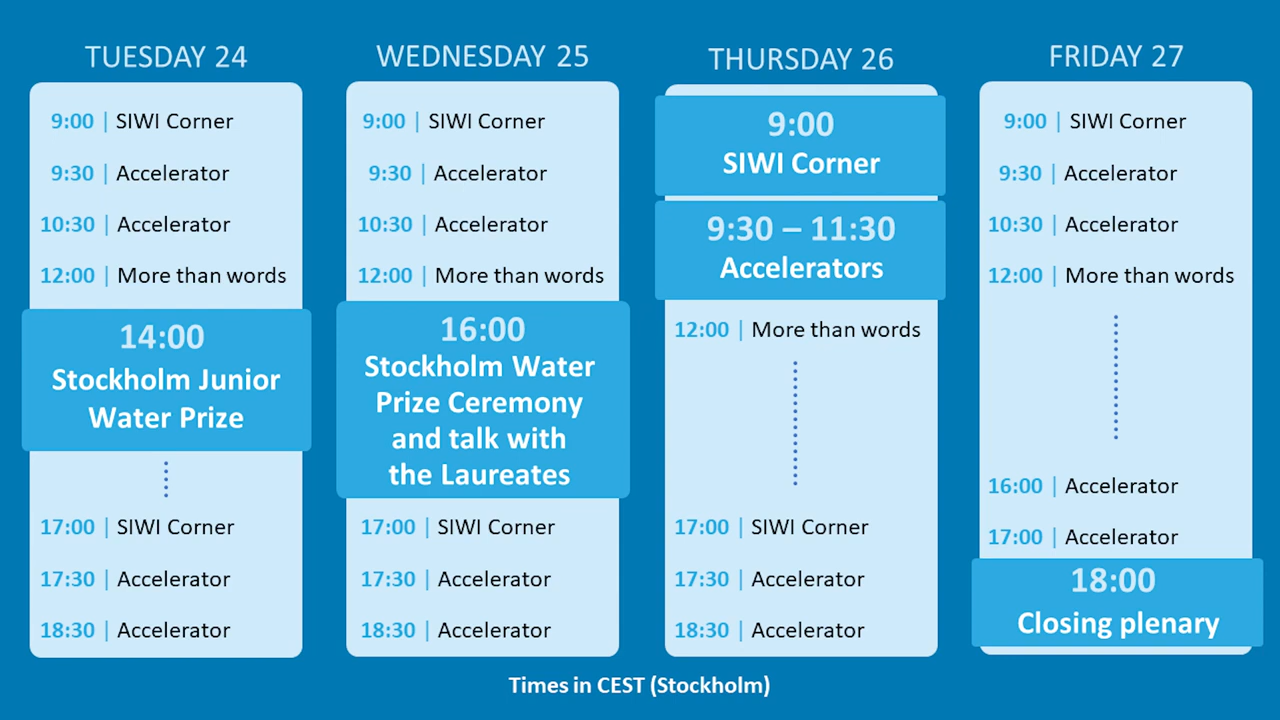 TUESDAY 24
9:00 | SIWI Corner
9:30 | Accelerator
10:30 | Accelerator
12:00 | More than words
14:00
Stockholm Junior
Water Prize
17:00 | SIWI Corner
17:30 | Accelerator
18:30 | Accelerator
WEDNESDAY 25
9:00 | SIWI Corner
9:30 | Accelerator
10:30 | Accelerator
12:00 | More than words
16:00
Stockholm Water
Prize Ceremony
and talk with
the Laureates
17:00 | SIWI Corner
17:30 | Accelerator
18:30 | Accelerator
THURSDAY 26
9:00
SIWI Corner
9:30 – 11:30
Accelerators
12:00 | More than words
17:00 | SIWI Corner
17:30 | Accelerator
18:30 | Accelerator
FRIDAY 27
9:00 | SIWI Corner
9:30 | Accelerator
10:30 | Accelerator
12:00 | More than words
16:00 | Accelerator
17:00 | Accelerator
18:00
Closing plenary
Times in CEST (Stockholm)